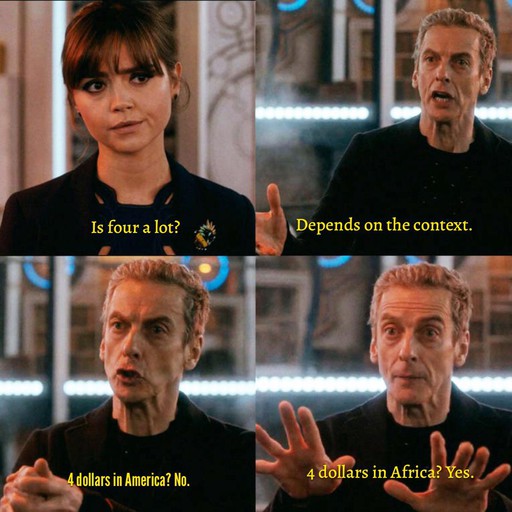 Is four a lot?
Depends on the context.
4 dollars in America? No.
4 dollars in Africa? Yes.